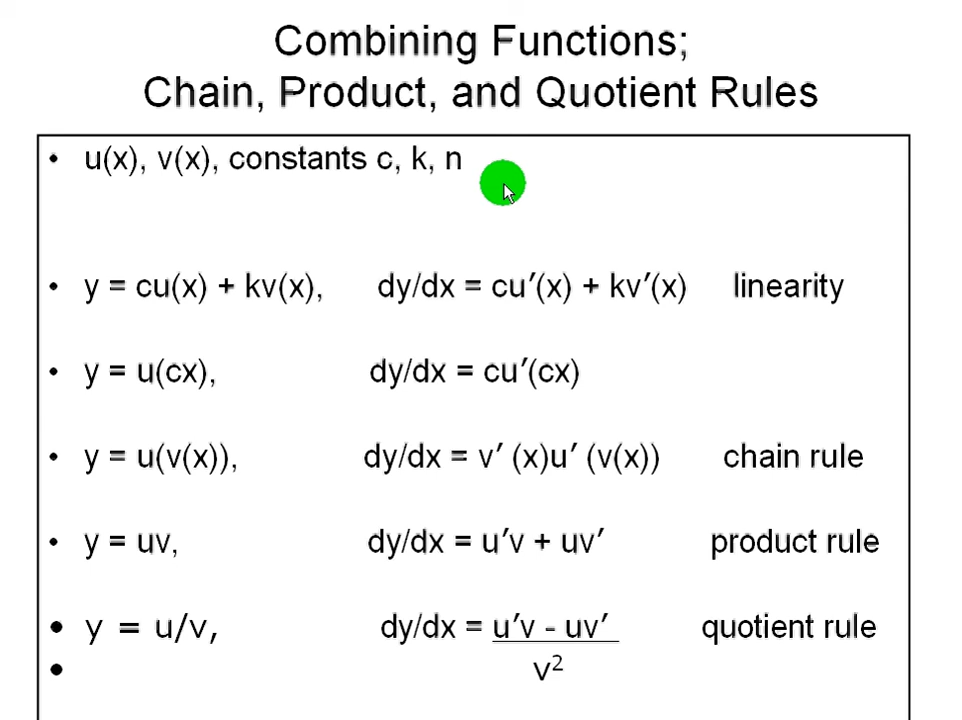 Combining Functions;
Chain, Product, and Quotient Rules
• u(x), v(x), constants c, k, n
• y = cu(x) + kv(x), dy/dx = cu′(x) + kv′(x) linearity
• y = u(cx), dy/dx = cu′(cx)
• y = u(v(x)), dy/dx = v′ (x)u′ (v(x)) chain rule
• y = uv, dy/dx = u′v + uv′ product rule
• y = u/v, dy/dx = u′v - uv′ quotient rule
• v²